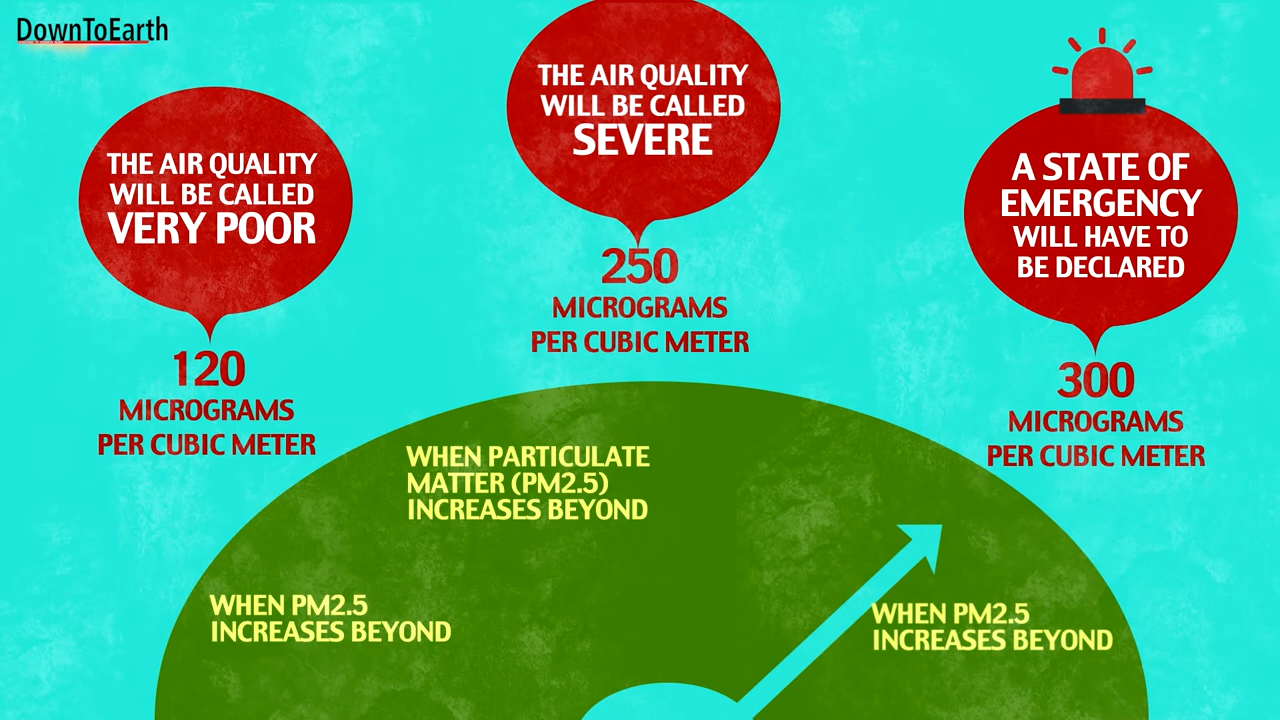 DownToEarth
THE AIR QUALITY
WILL BE CALLED
VERY POOR
120
MICROGRAMS
PER CUBIC METER
WHEN PM2.5
INCREASES BEYOND
THE AIR QUALITY
WILL BE CALLED
SEVERE
250
MICROGRAMS
PER CUBIC METER
WHEN PARTICULATE
MATTER (PM2.5)
INCREASES BEYOND
A STATE OF
EMERGENCY
WILL HAVE TO
BE DECLARED
300
MICROGRAMS
PER CUBIC METER
WHEN PM2.5
INCREASES BEYOND